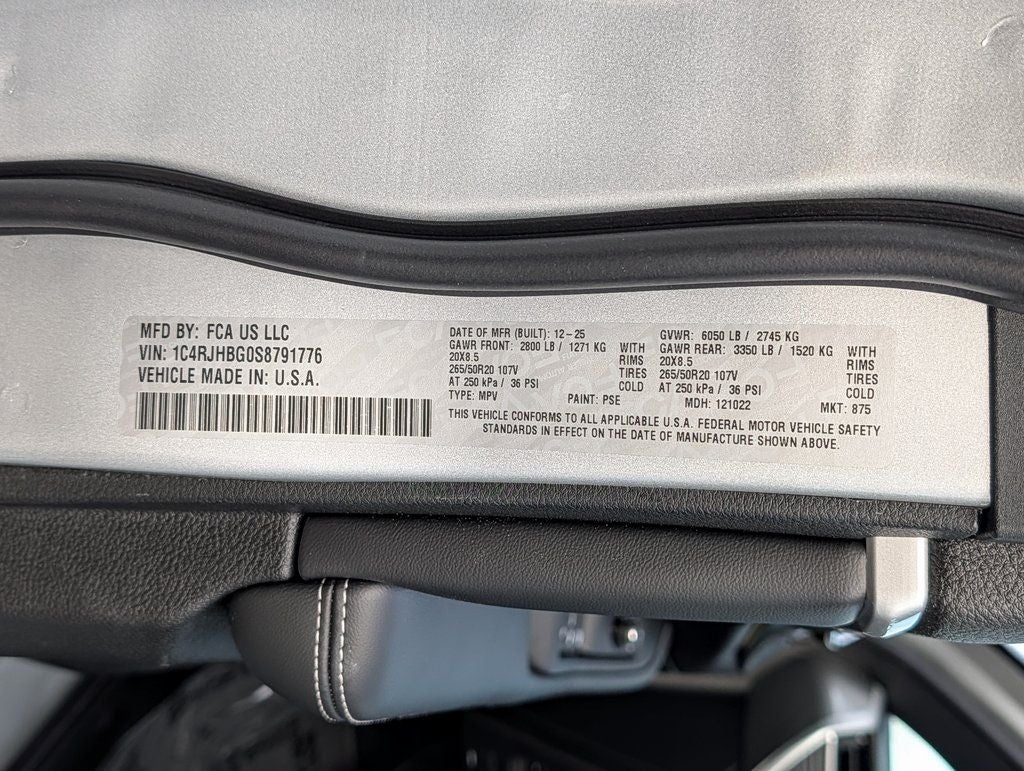 MFD BY: FCA US LLC
VIN: 1C4RJHBG0S8791776
VEHICLE MADE IN: U.S.A.
DATE OF MFR (BUILT): 12-25 GVWR: 6050 LB / 2745 KG
GAWR FRONT: 2800 LB / 1271 KG WITH GAWR REAR: 3350 LB / 1520 KG WITH
20X8.5 RIMS 20X8.5 RIMS
265/50R20 107V TIRES 265/50R20 107V TIRES
AT 250 kPa / 36 PSI COLD AT 250 kPa / 36 PSI COLD
TYPE: MPV PAINT: PSE MDH: 121022 MKT: 875
THIS VEHICLE CONFORMS TO ALL APPLICABLE U.S.A. FEDERAL MOTOR VEHICLE SAFETY
STANDARDS IN EFFECT ON THE DATE OF MANUFACTURE SHOWN ABOVE.